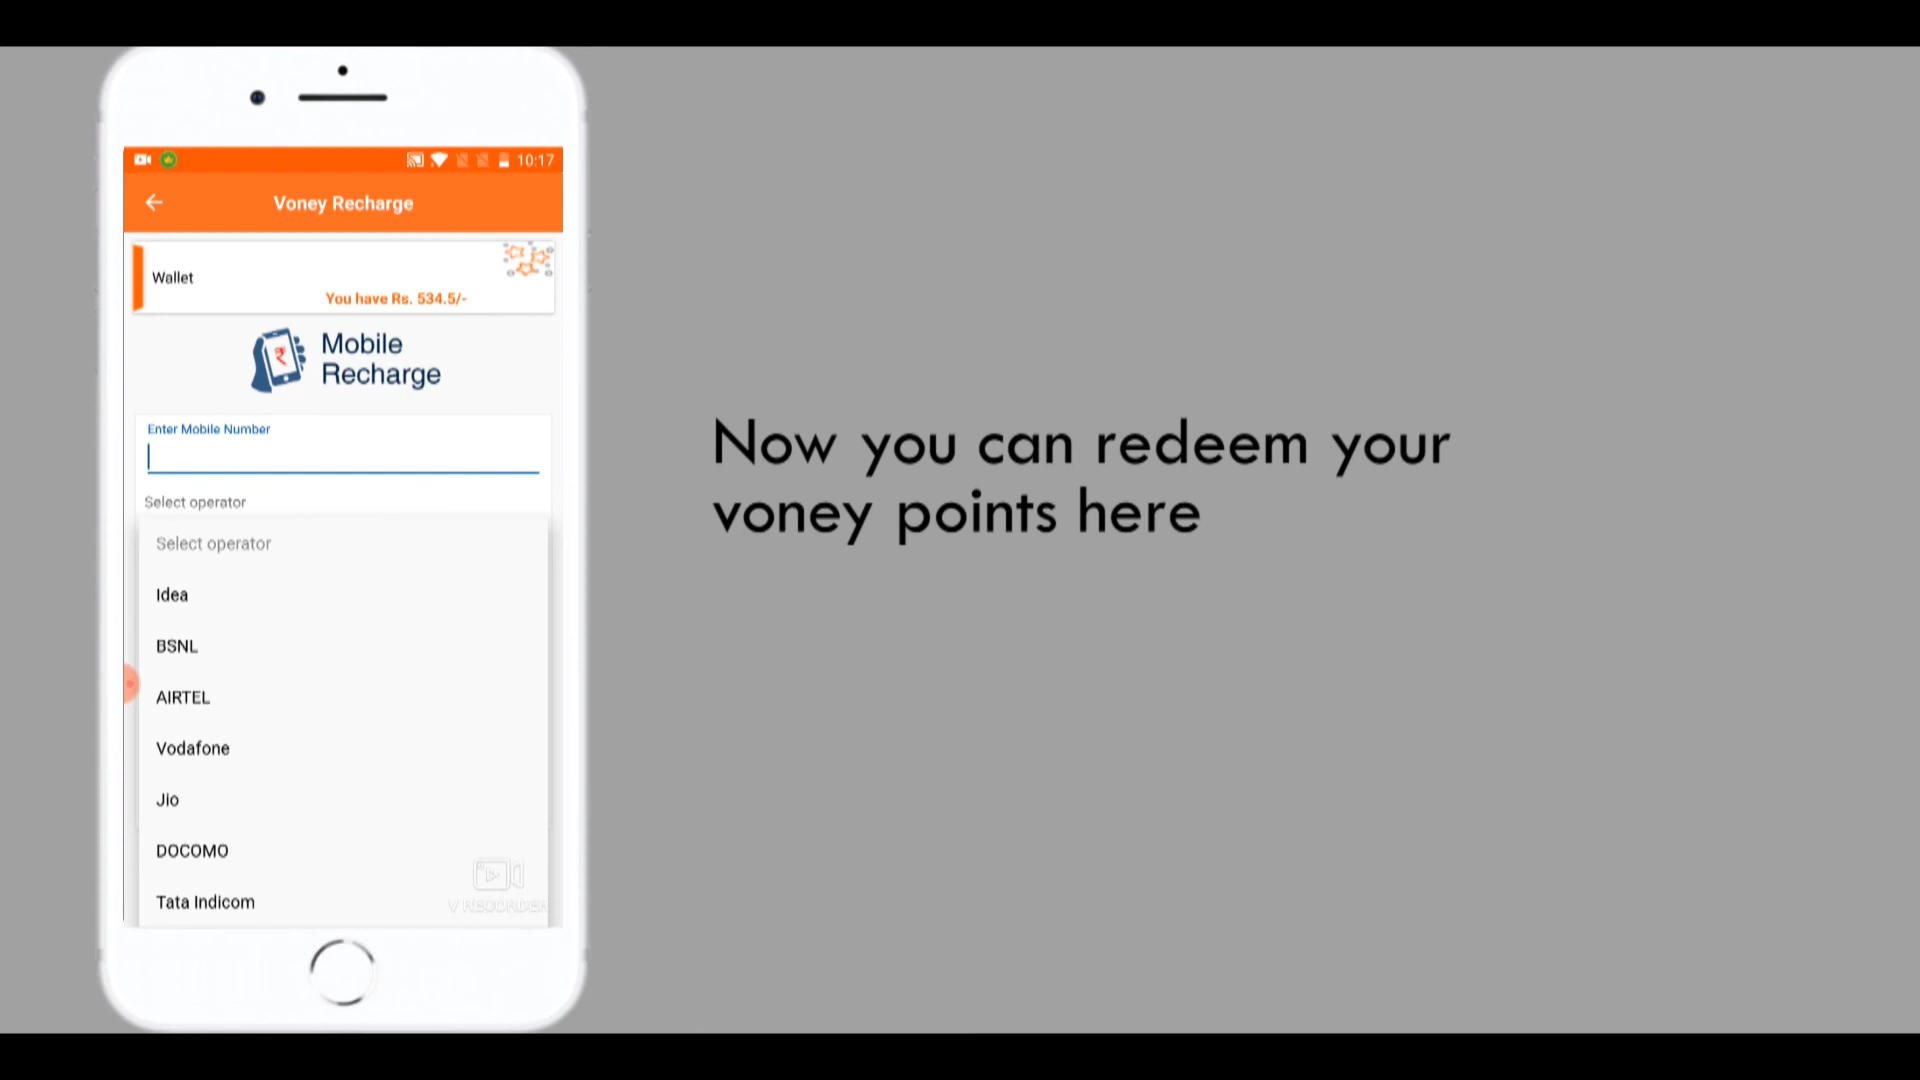 10:17
Voney Recharge
Wallet
You have Rs. 534.5/-
Mobile
Recharge
Enter Mobile Number
Select operator
Select operator
Idea
BSNL
AIRTEL
Vodafone
Jio
DOCOMO
Tata Indicom
V RECORDER
Now you can redeem your
voney points here